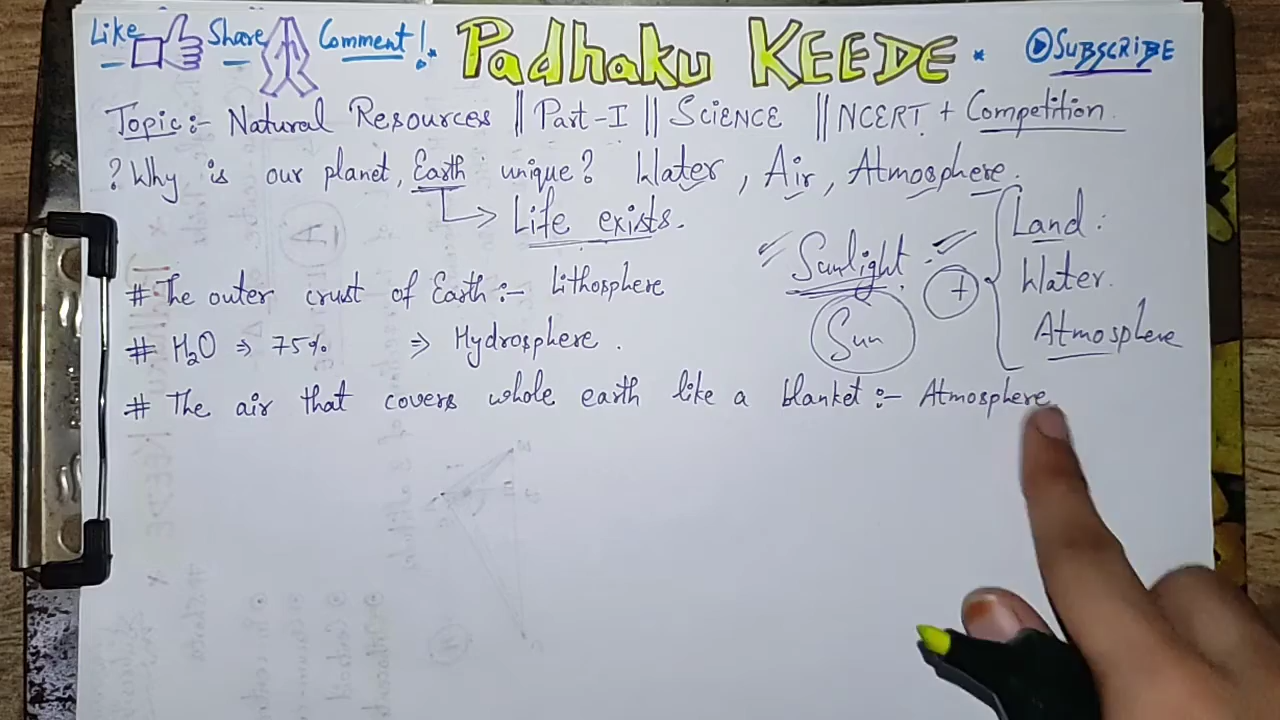 Like Share Comment! Padhaku KEEDE SUBSCRIBE
Topic:- Natural Resources || Part-I || SCIENCE || NCERT + Competition.
? Why is our planet, Earth unique? Water, Air, Atmosphere.
Life exists.
Sunlight.
Sun
+
Land:
Water.
Atmosphere
# The outer crust of Earth:- Lithosphere
# H₂O ⇒ 75% ⇒ Hydrosphere.
# The air that covers whole earth like a blanket:- Atmosphere